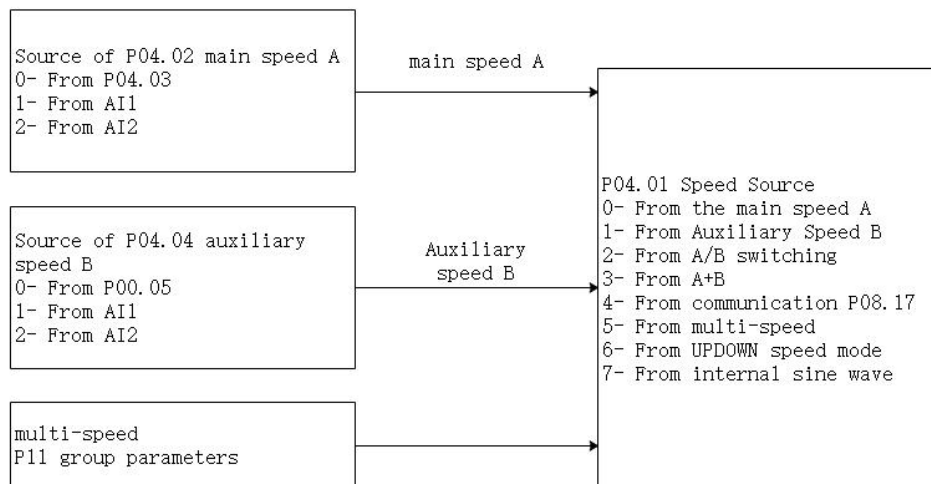 Source of P04.02 main speed A
0- From P04.03
1- From AI1
2- From AI2
main speed A
Source of P04.04 auxiliary
speed B
0- From P00.05
1- From AI1
2- From AI2
Auxiliary
speed B
multi-speed
P11 group parameters
P04.01 Speed Source
0- From the main speed A
1- From Auxiliary Speed B
2- From A/B switching
3- From A+B
4- From communication P08.17
5- From multi-speed
6- From UPDOWN speed mode
7- From internal sine wave